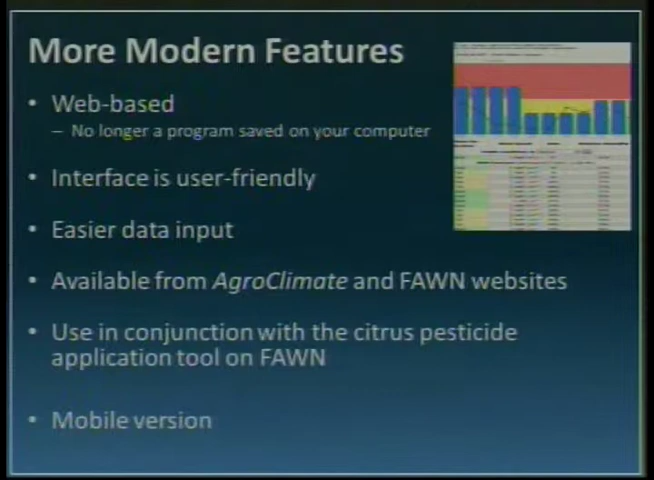 More Modern Features
• Web-based
– No longer a program saved on your computer
• Interface is user-friendly
• Easier data input
• Available from AgroClimate and FAWN websites
• Use in conjunction with the citrus pesticide
application tool on FAWN
• Mobile version